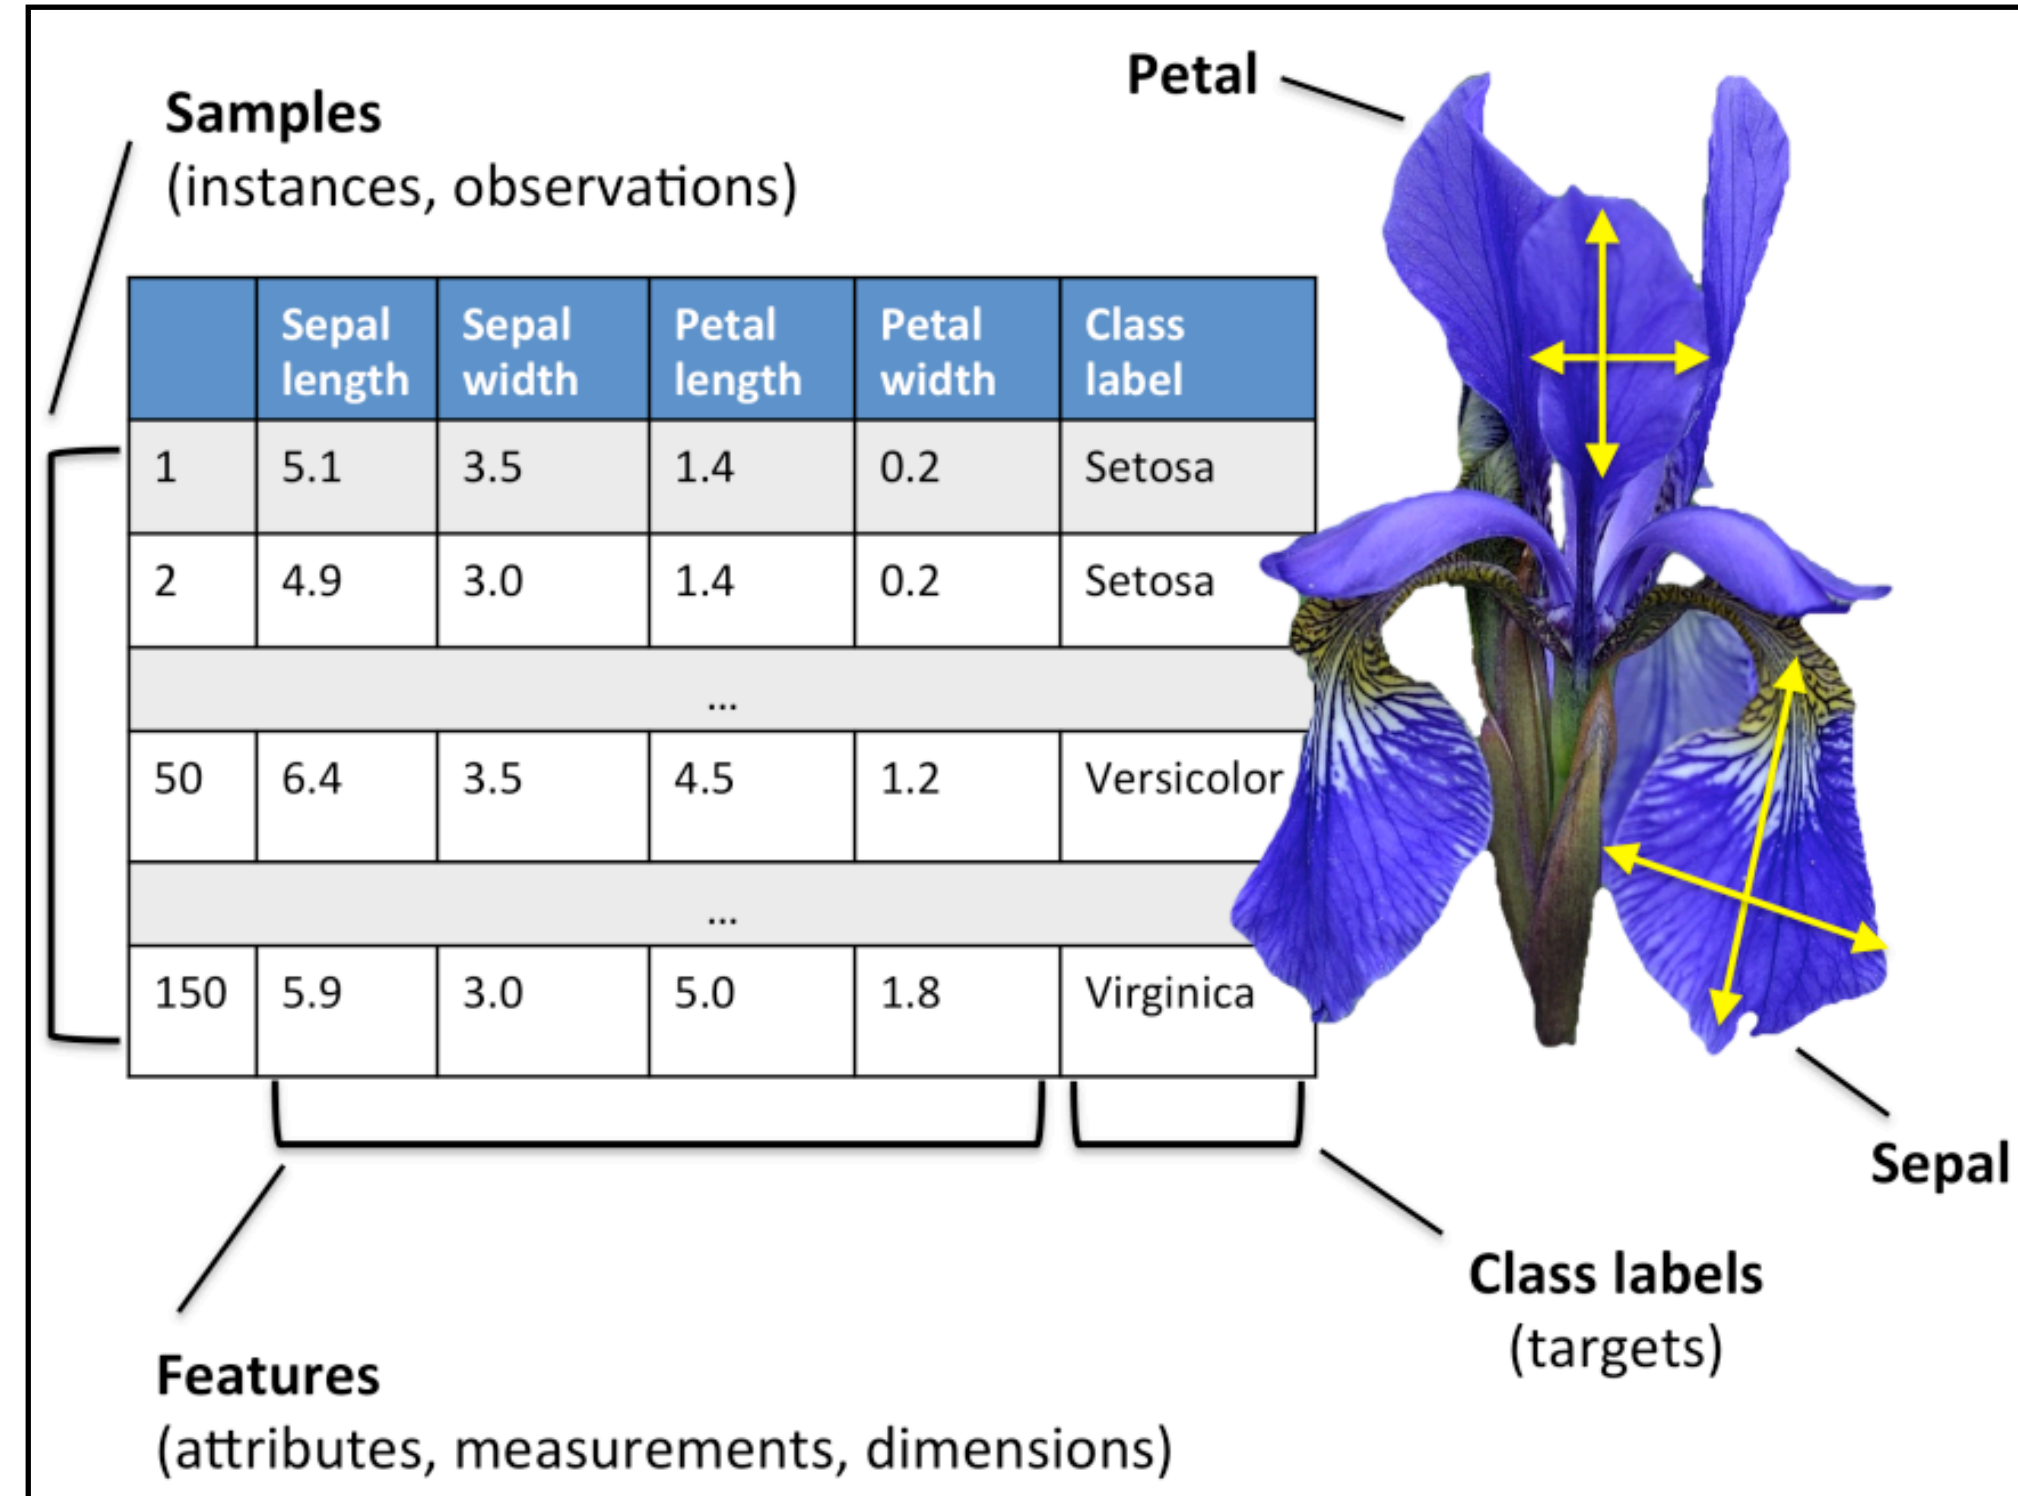 Petal
Samples
(instances, observations)
Sepal length Sepal width Petal length Petal width Class label
1 5.1 3.5 1.4 0.2 Setosa
2 4.9 3.0 1.4 0.2 Setosa
...
50 6.4 3.5 4.5 1.2 Versicolor
...
150 5.9 3.0 5.0 1.8 Virginica
Sepal
Class labels
(targets)
Features
(attributes, measurements, dimensions)